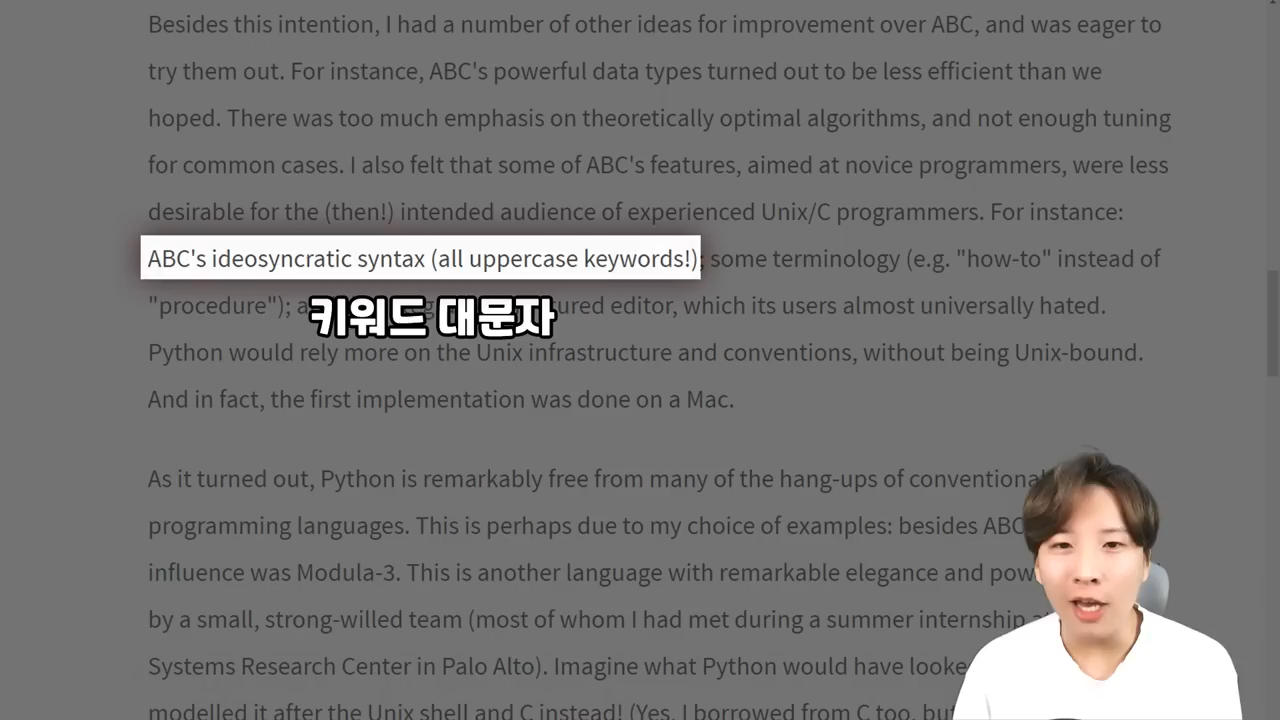 Besides this intention, I had a number of other ideas for improvement over ABC, and was eager to
try them out. For instance, ABC's powerful data types turned out to be less efficient than we
hoped. There was too much emphasis on theoretically optimal algorithms, and not enough tuning
for common cases. I also felt that some of ABC's features, aimed at novice programmers, were less
desirable for the (then!) intended audience of experienced Unix/C programmers. For instance:
ABC's ideosyncratic syntax (all uppercase keywords!); some terminology (e.g. "how-to" instead of
"procedure"); editor, which its users almost universally hated.
키워드 대문자
Python would rely more on the Unix infrastructure and conventions, without being Unix-bound.
And in fact, the first implementation was done on a Mac.
As it turned out, Python is remarkably free from many of the hang-ups of conventional
programming languages. This is perhaps due to my choice of examples: besides ABC
influence was Modula-3. This is another language with remarkable elegance and
by a small, strong-willed team (most of whom I had met during a summer internship
Systems Research Center in Palo Alto). Imagine what Python would have
modelled it after the Unix shell and C instead! (Yes, I borrowed from C too,